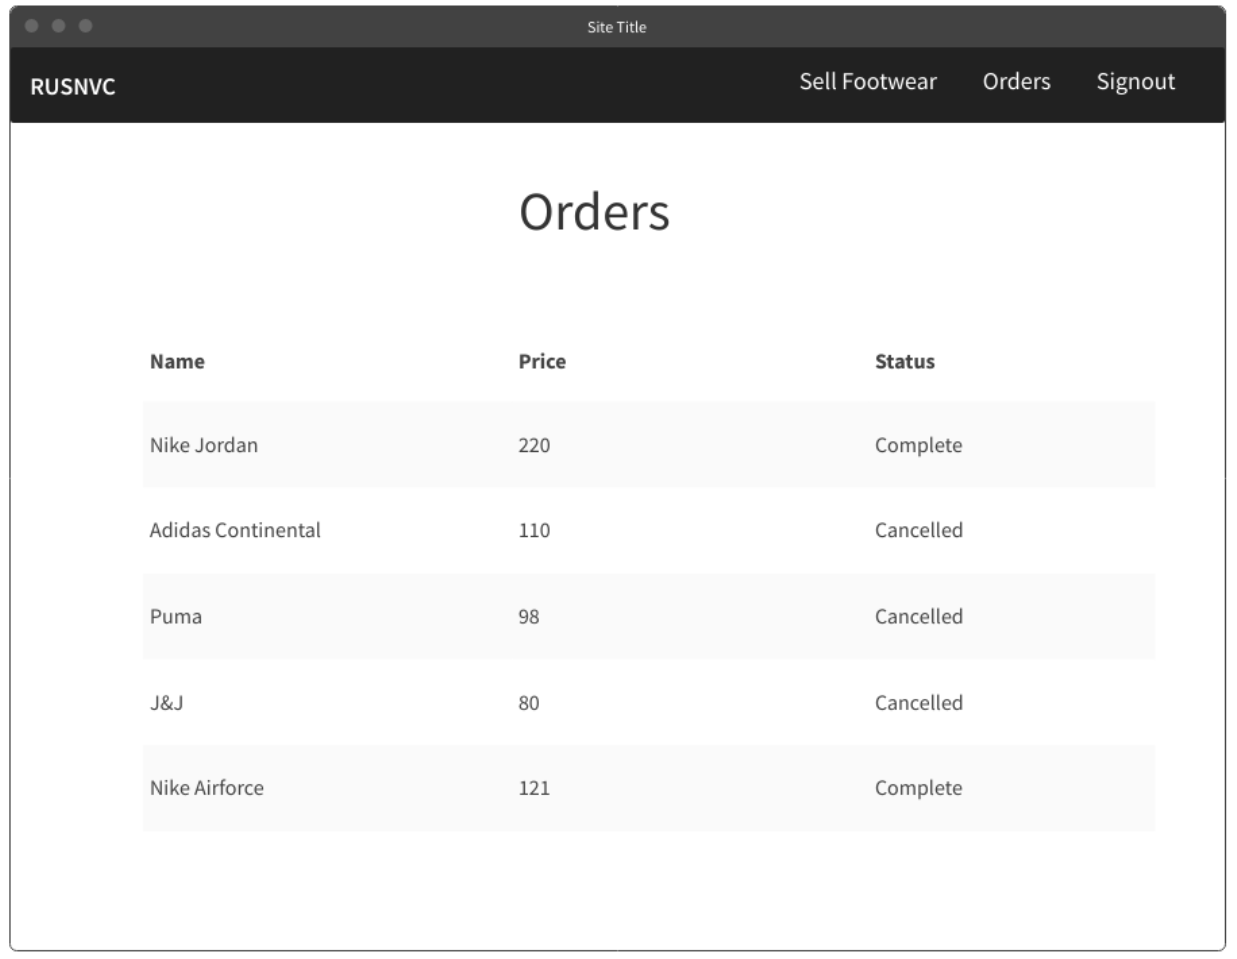 Site Title
RUSNVC Sell Footwear Orders Signout
Orders
Name Price Status
Nike Jordan 220 Complete
Adidas Continental 110 Cancelled
Puma 98 Cancelled
J&J 80 Cancelled
Nike Airforce 121 Complete